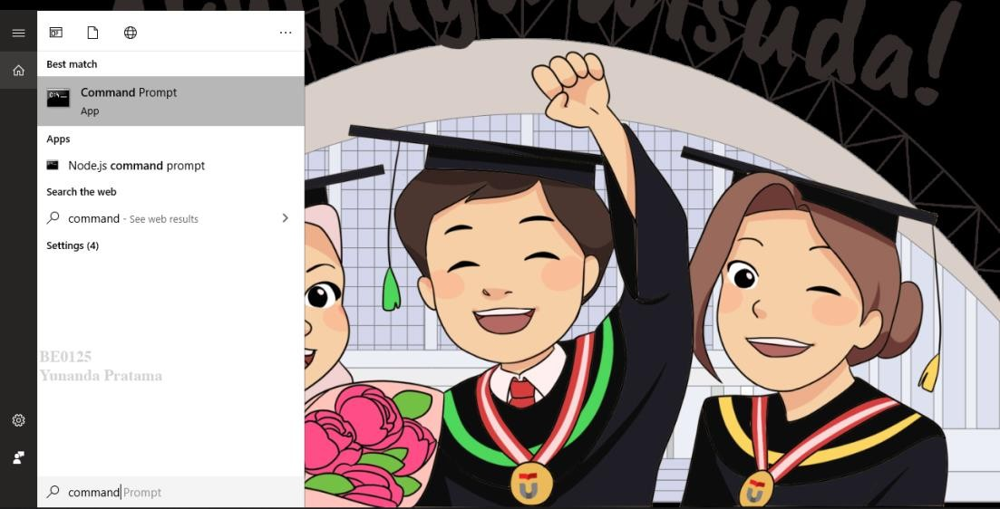 wisuda!
Best match
Command Prompt
App
Apps
Node.js command prompt
Search the web
command - See web results
Settings (4)
BE0125
Yunanda Pratama
command Prompt